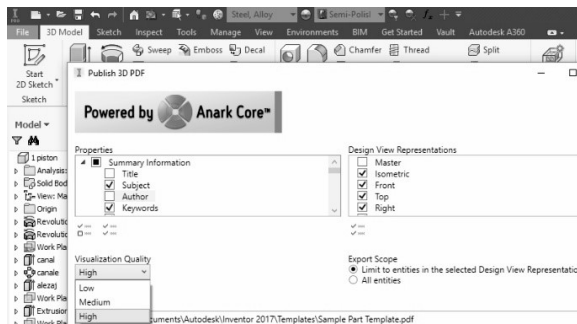 Steel, Alloy
Semi-Polisl
File 3D Model Sketch Inspect Tools Manage View Environments BIM Get Started Vault Autodesk A360
Start
2D Sketch
Sweep Emboss Decal
Chamfer Thread
Split
Sketch
Publish 3D PDF
Model
Powered by Anark Core™
Properties
Summary Information
Title
Subject
Author
Keywords
Design View Representations
Master
Isometric
Front
Top
Right
1 piston
Analysis:
Solid Bod
View: Ma
Origin
Revolutio
Revolutio
Work Pla
canal
canale
alezaj
Work Pla
Extrusion
Work Pla
Visualization Quality
High
Low
Medium
High
Export Scope
Limit to entities in the selected Design View Representatio
All entities
cuments\Autodesk\Inventor 2017\Templates\Sample Part Template.pdf